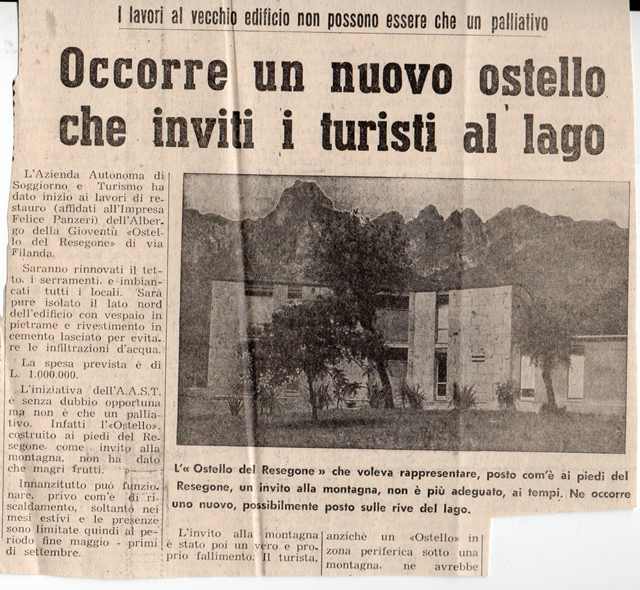 I lavori al vecchio edificio non possono essere che un palliativo
Occorre un nuovo ostello
che inviti i turisti al lago
L'Azienda Autonoma di
Soggiorno e Turismo ha
dato inizio ai lavori di re-
stauro (affidati all'Impresa
Felice Panzeri) dell'Alber-
go della Gioventù «Ostel-
lo del Resegone» di via
Filanda.
Saranno rinnovati il tet-
to, i serramenti, e imbian-
cati tutti i locali. Sarà
pure isolato il lato nord
dell'edificio con vespaio in
pietrame e rivestimento in
cemento lasciato per evita-
re le infiltrazioni d'acqua.
La spesa prevista è di
L. 1.000.000.
L'iniziativa dell'A.A.S.T.
è senza dubbio opportuna
ma non è che un pallia-
tivo. Infatti l'«Ostello»,
costruito ai piedi del Re-
segone, come invito alla
montagna, non ha dato
che magri frutti.
Innanzitutto può funzio-
nare, privo com'è di ri-
scaldamento, soltanto nei
mesi estivi e le presenze
sono limitate quindi al pe-
riodo fine maggio - primi
di settembre.
L'« Ostello del Resegone » che voleva rappresentare, posto com'è ai piedi del
Resegone, un invito alla montagna, non è più adeguato, ai tempi. Ne occorre
uno nuovo, possibilmente posto sulle rive del lago.
L'invito alla montagna
è stato poi un vero e pro-
prio fallimento. Il turista,
anziché un «Ostello» in
zona periferica sotto una
montagna, ne avrebbe